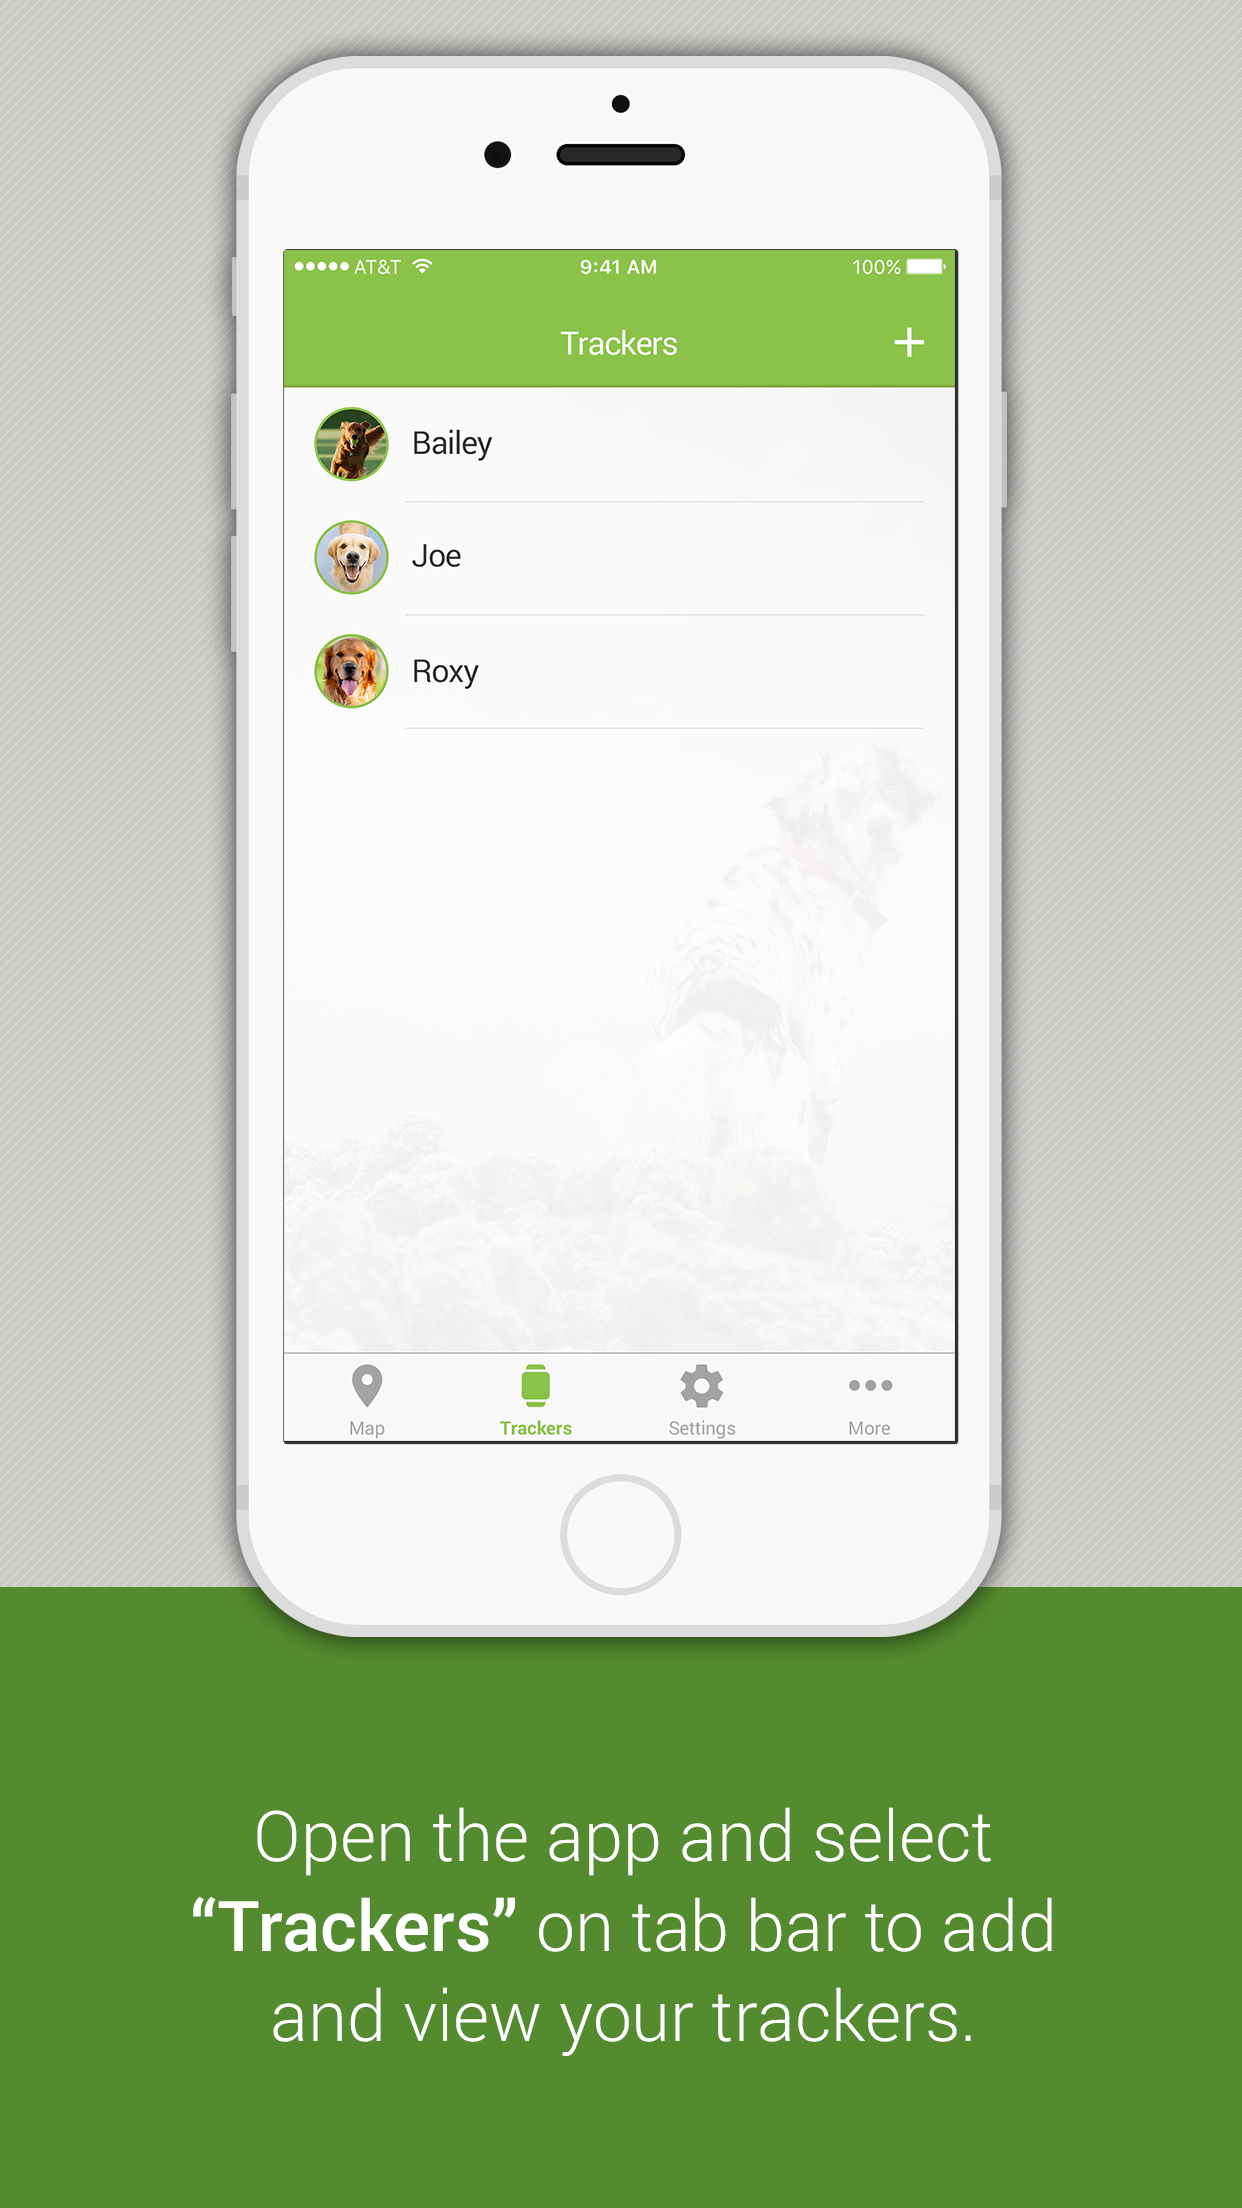 AT&T 9:41 AM 100%
Trackers +
Bailey
Joe
Roxy
Map Trackers Settings More
Open the app and select
“Trackers” on tab bar to add
and view your trackers.